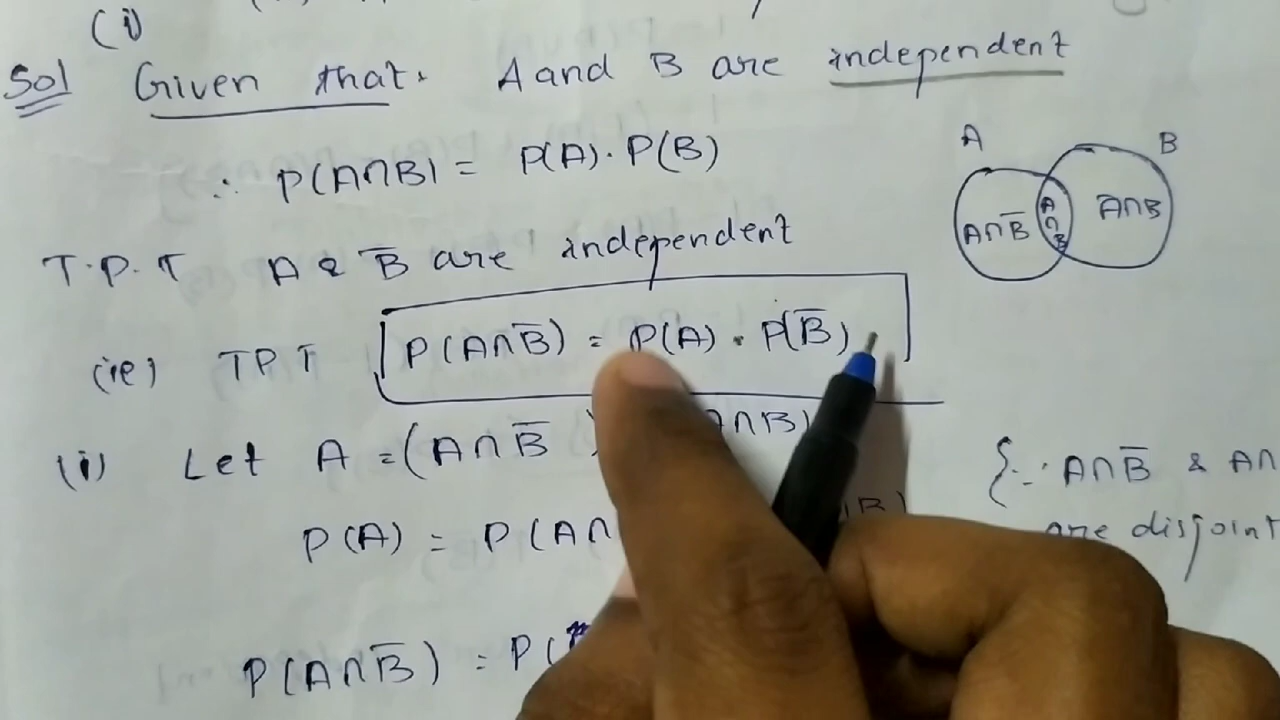 (i)
Sol Given that. A and B are independent
∴ P(A∩B) = P(A). P(B)
A B
A∩B̅ A∩B A̅∩B
T.P.T A & B̅ are independent
(ie) TPT P(A∩B̅) = P(A) . P(B̅)
(i) Let A = (A∩B̅ ) A∩B)
{∵ A∩B̅ & A∩
are disjoint
P(A) = P(A∩ ∩B)
P(A∩B̅) = P(